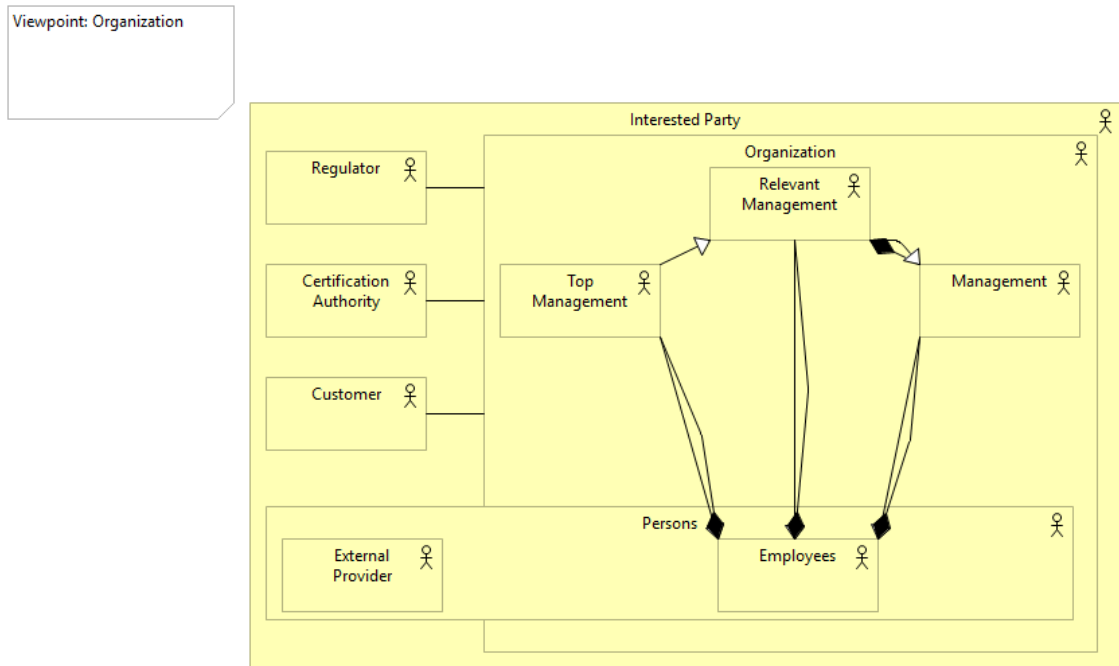 Viewpoint: Organization
Interested Party
Organization
Regulator
Relevant
Management
Certification
Authority
Top
Management
Management
Customer
Persons
External
Provider
Employees